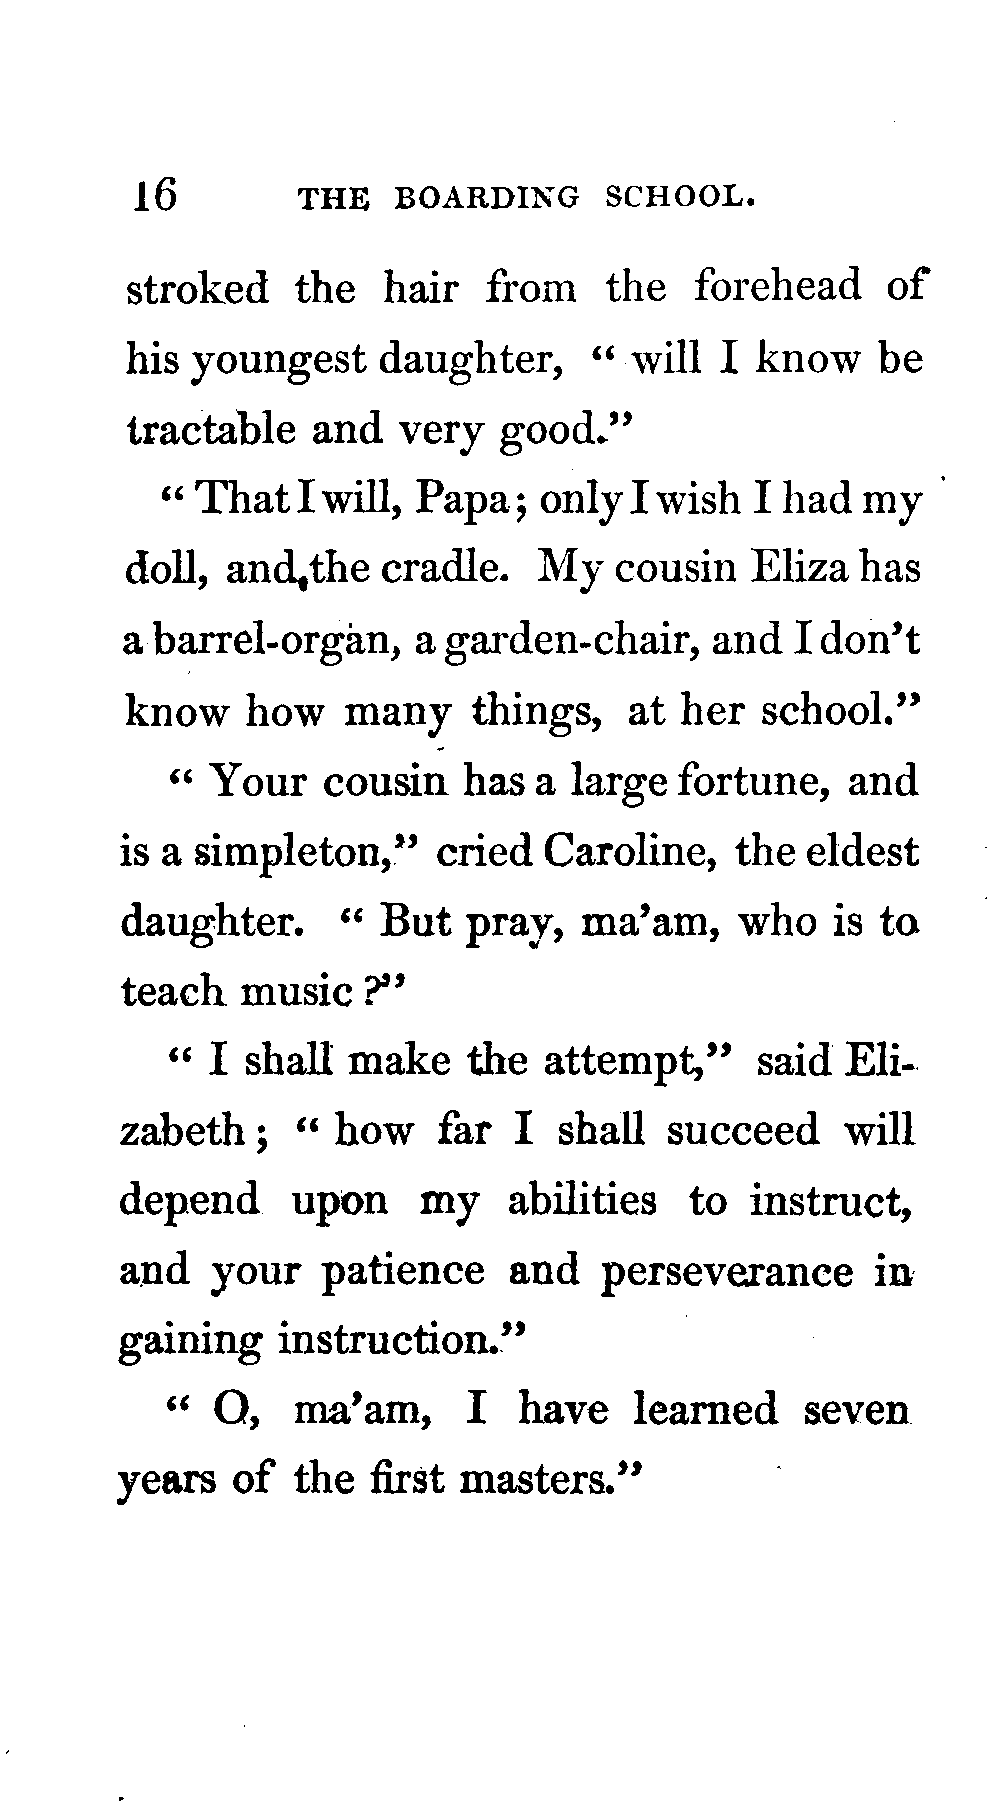 16 THE BOARDING SCHOOL.
stroked the hair from the forehead of
his youngest daughter, “ will I know be
tractable and very good.”
“ That I will, Papa; only I wish I had my
doll, and the cradle. My cousin Eliza has
a barrel-organ, a garden-chair, and I don’t
know how many things, at her school.”
“ Your cousin has a large fortune, and
is a simpleton,” cried Caroline, the eldest
daughter. “ But pray, ma’am, who is to
teach music ?”
“ I shall make the attempt,” said Eli-
zabeth ; “ how far I shall succeed will
depend upon my abilities to instruct,
and your patience and perseverance in
gaining instruction.”
“ O, ma’am, I have learned seven
years of the first masters.”